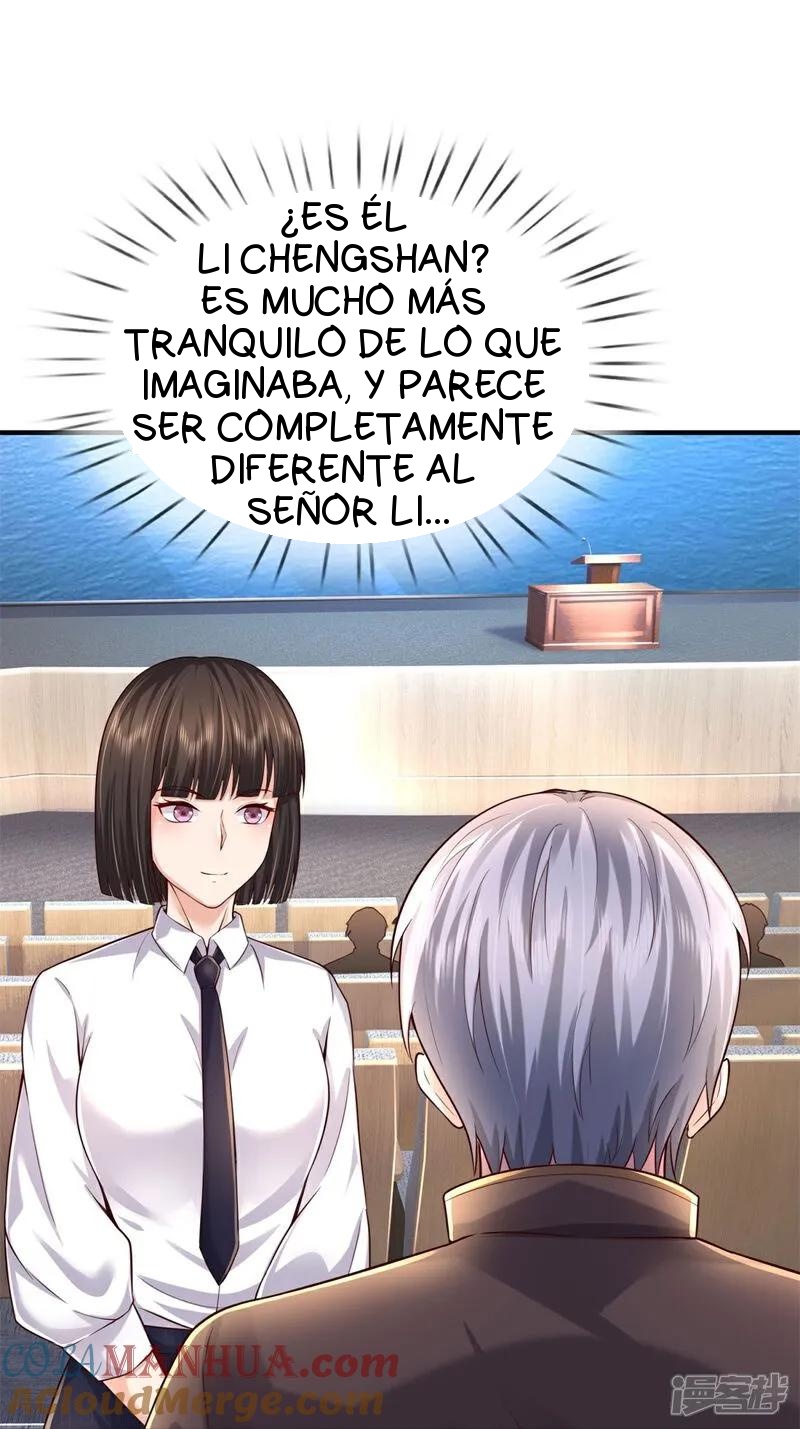 ¿ES ÉL
LI CHENGSHAN?
ES MUCHO MÁS
TRANQUILO DE LO QUE
IMAGINABA, Y PARECE
SER COMPLETAMENTE
DIFERENTE AL
SEÑOR LI...
COLAMANHUA.com
ACloudMerge.com
漫客栈